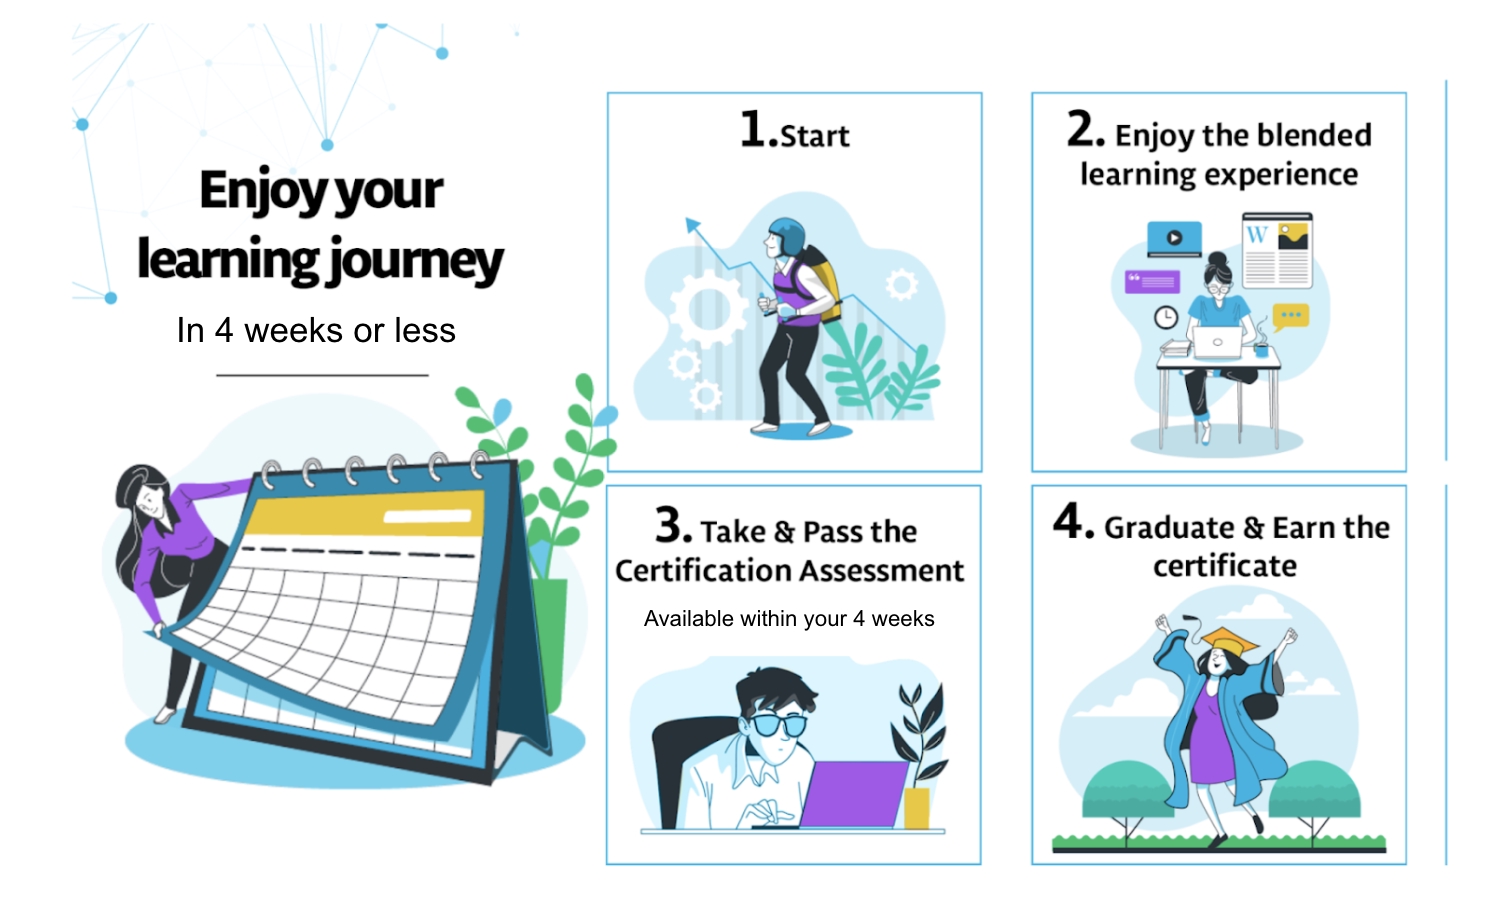 Enjoy your
learning journey
In 4 weeks or less
1.Start
2. Enjoy the blended
learning experience
W
3. Take & Pass the
Certification Assessment
Available within your 4 weeks
4. Graduate & Earn the
certificate